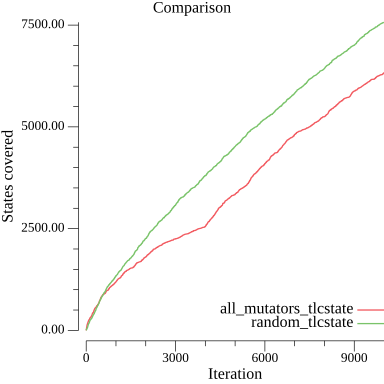 Comparison
7500.00
5000.00
2500.00
0.00
States covered
all_mutators_tlcstate
random_tlcstate
0 3000 6000 9000
Iteration